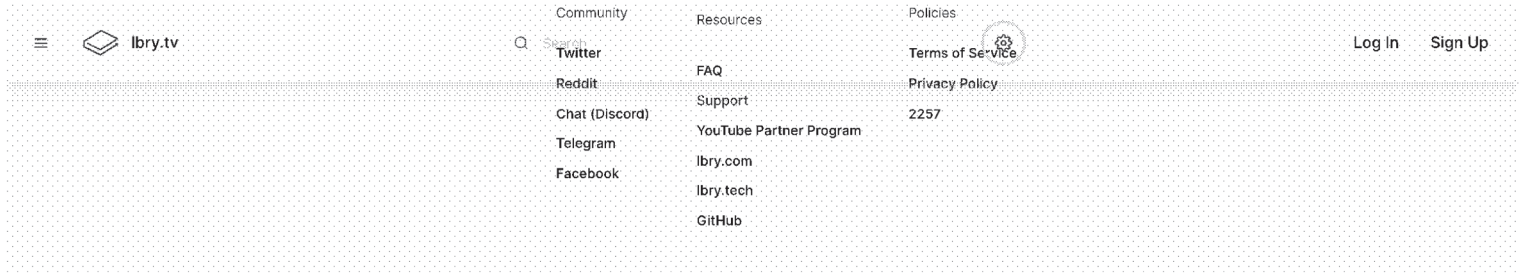 lbry.tv
Search
Log In
Sign Up
Community
Twitter
Reddit
Chat (Discord)
Telegram
Facebook
Resources
FAQ
Support
YouTube Partner Program
lbry.com
lbry.tech
GitHub
Policies
Terms of Service
Privacy Policy
2257